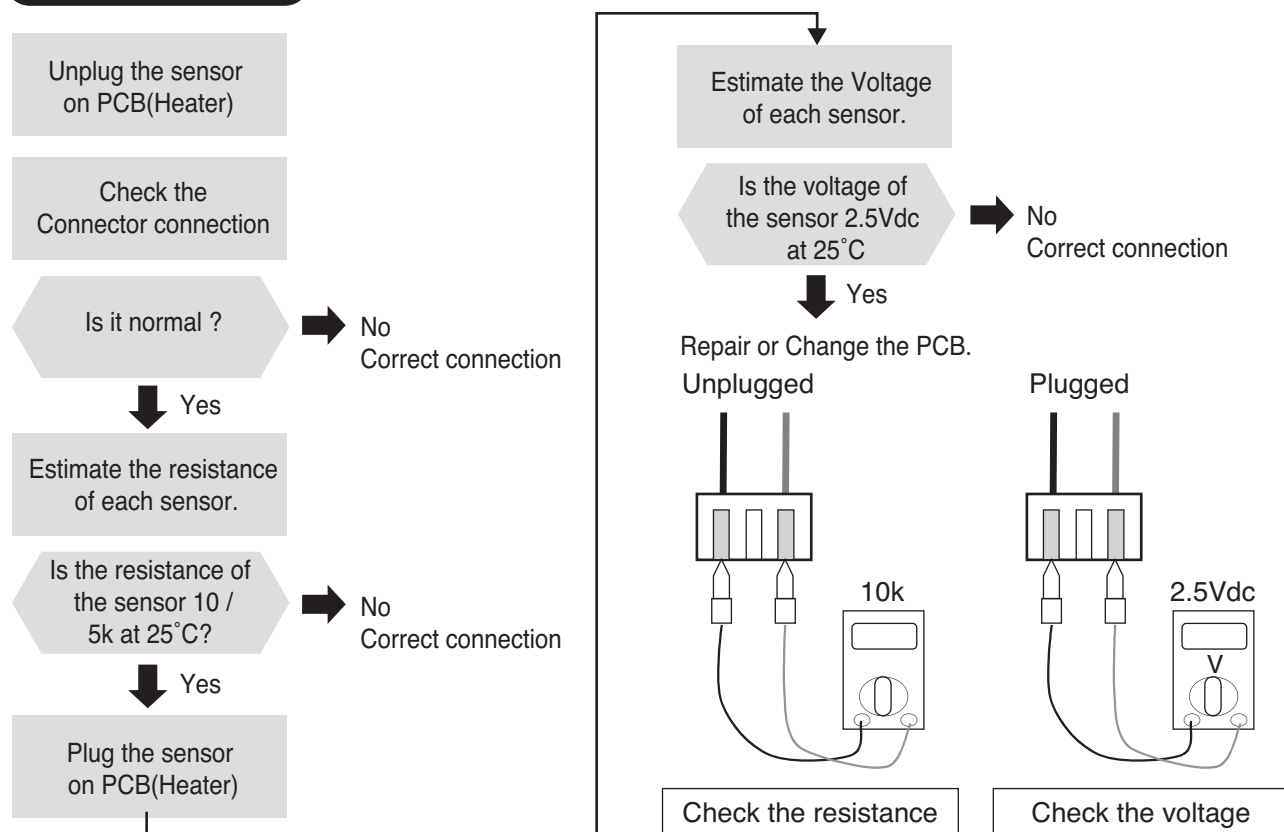 Unplug the sensor
on PCB(Heater)
Check the
Connector connection
Is it normal ?
No
Correct connection
Yes
Estimate the resistance
of each sensor.
Is the resistance of
the sensor 10 /
5k at 25˚C?
No
Correct connection
Yes
Plug the sensor
on PCB(Heater)
Estimate the Voltage
of each sensor.
Is the voltage of
the sensor 2.5Vdc
at 25˚C
No
Correct connection
Yes
Repair or Change the PCB.
Unplugged
10k
Check the resistance
Plugged
2.5Vdc
V
Check the voltage